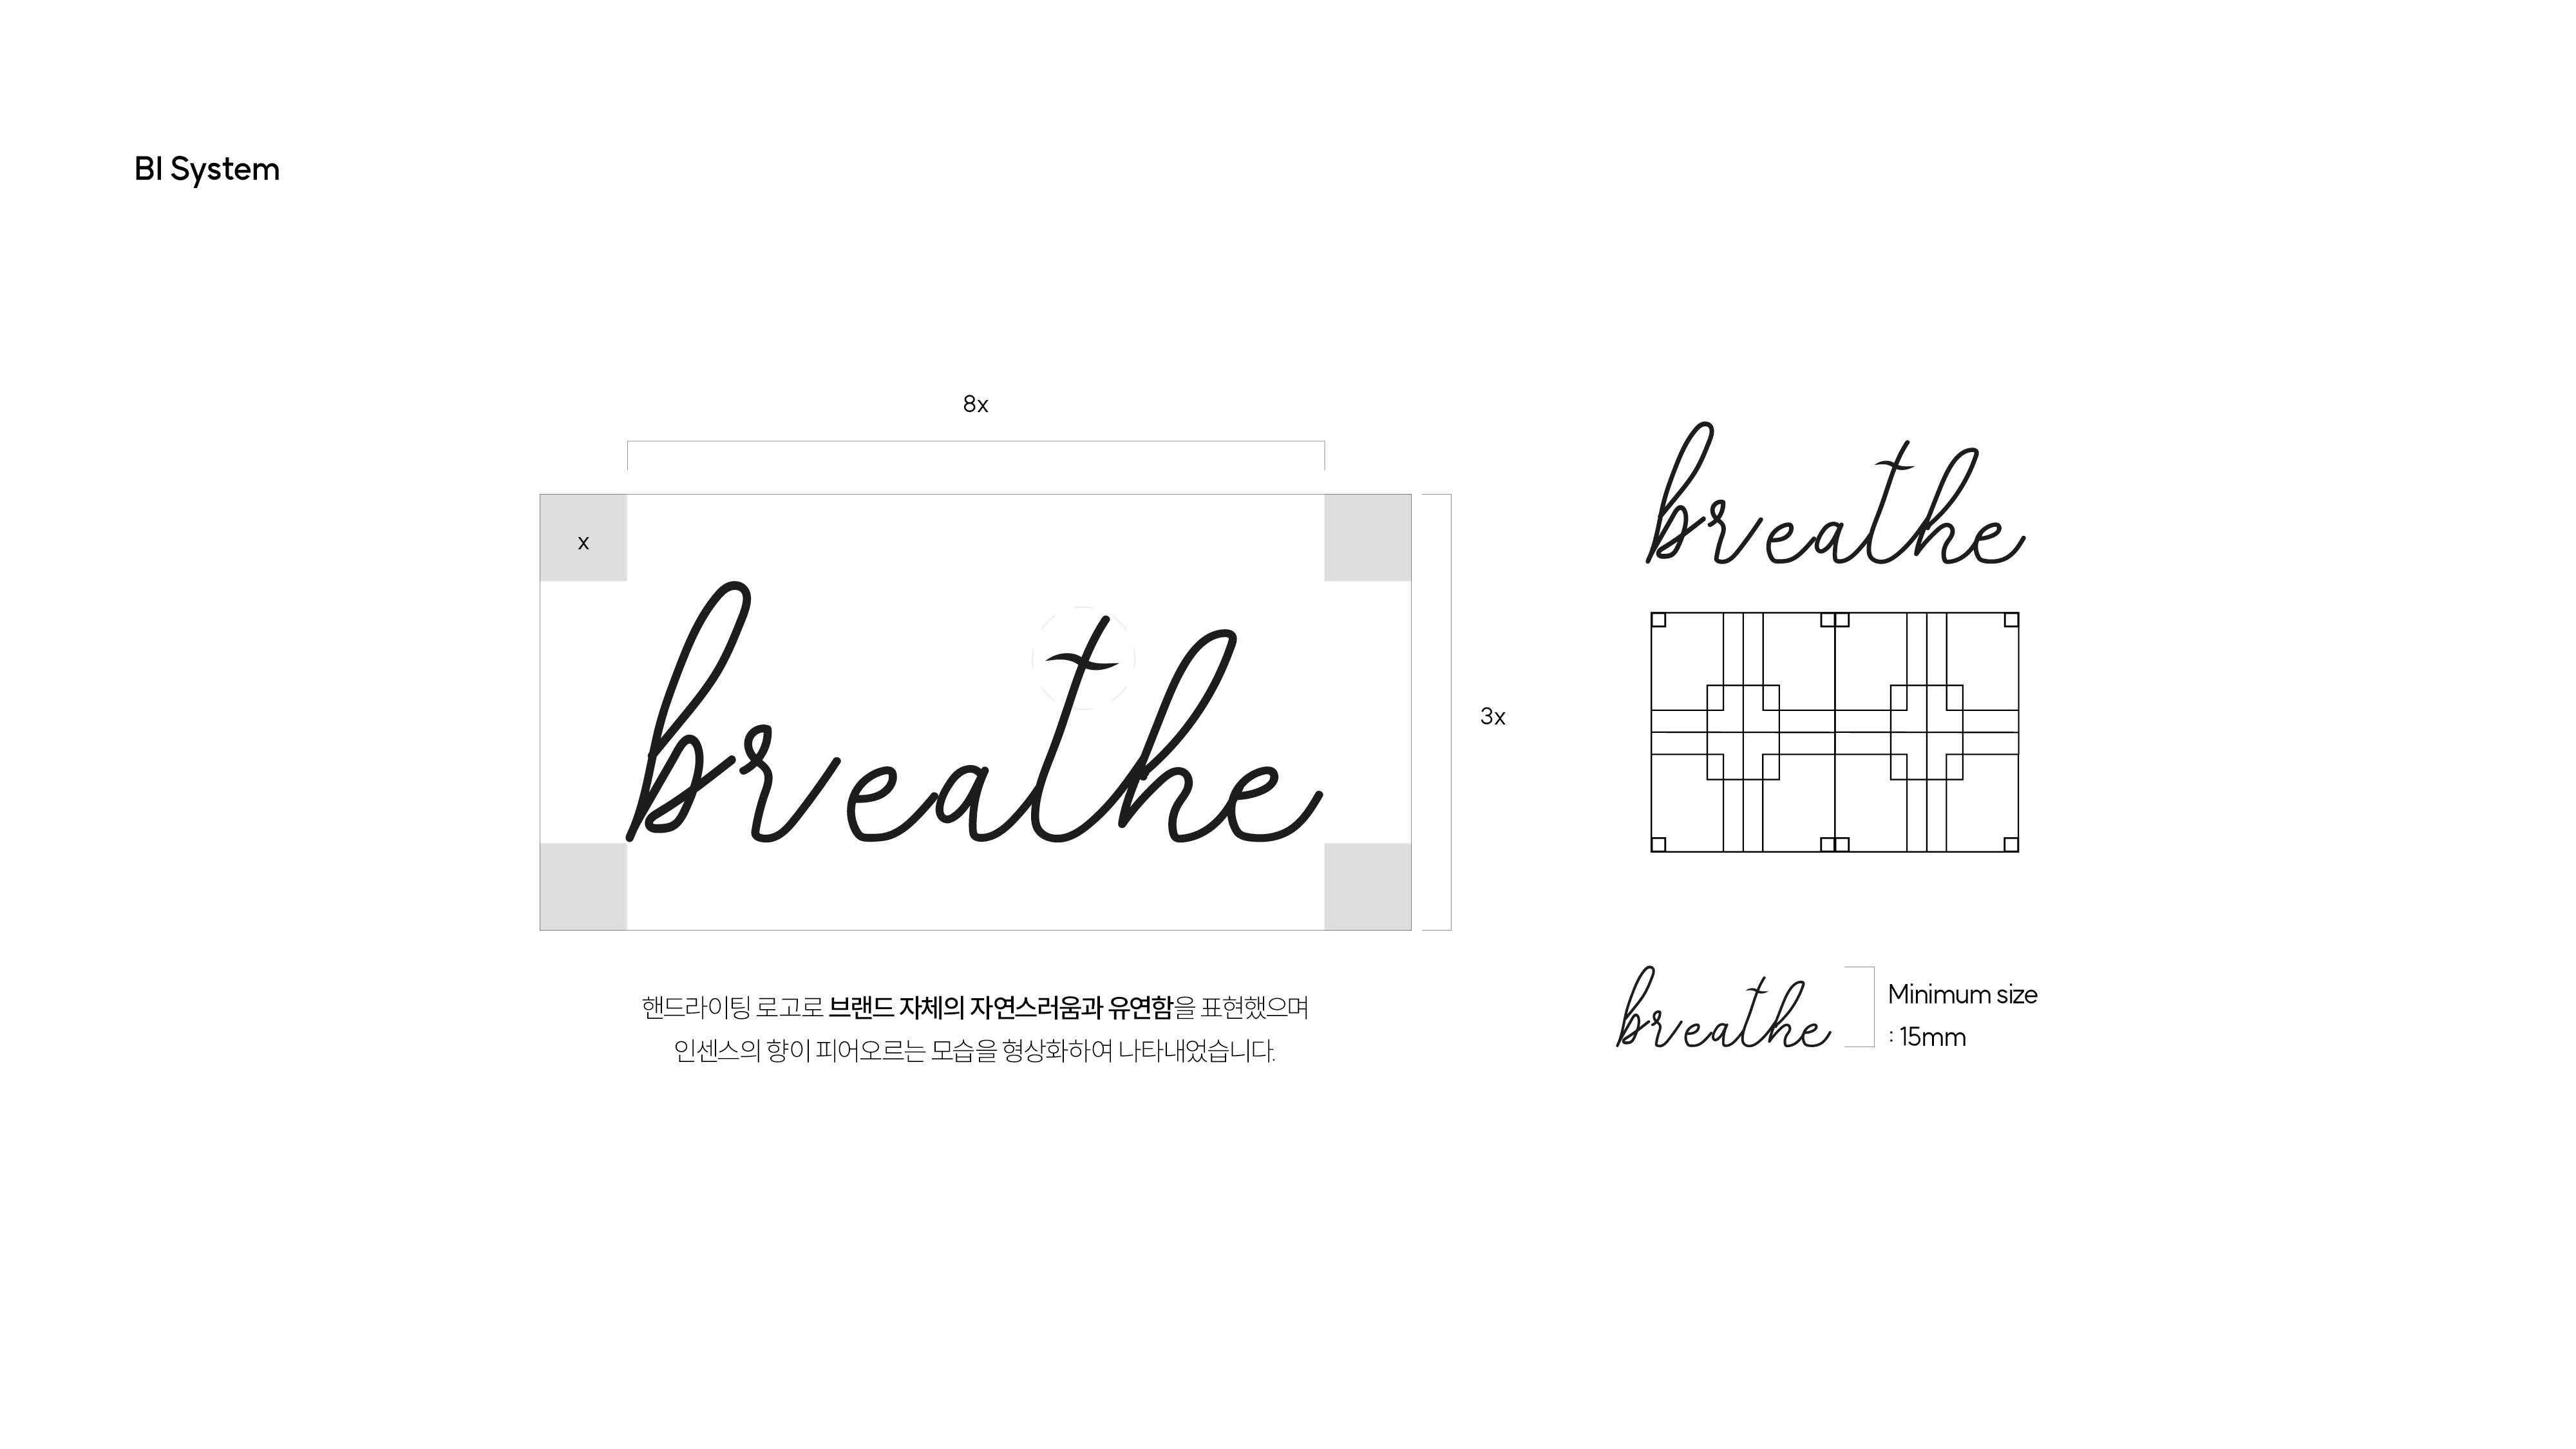 BI System
8x
x
breathe
3x
핸드라이팅 로고로 브랜드 자체의 자연스러움과 유연함을 표현했으며
인센스의 향이 피어오르는 모습을 형상화하여 나타내었습니다.
breathe
breathe
Minimum size
: 15mm